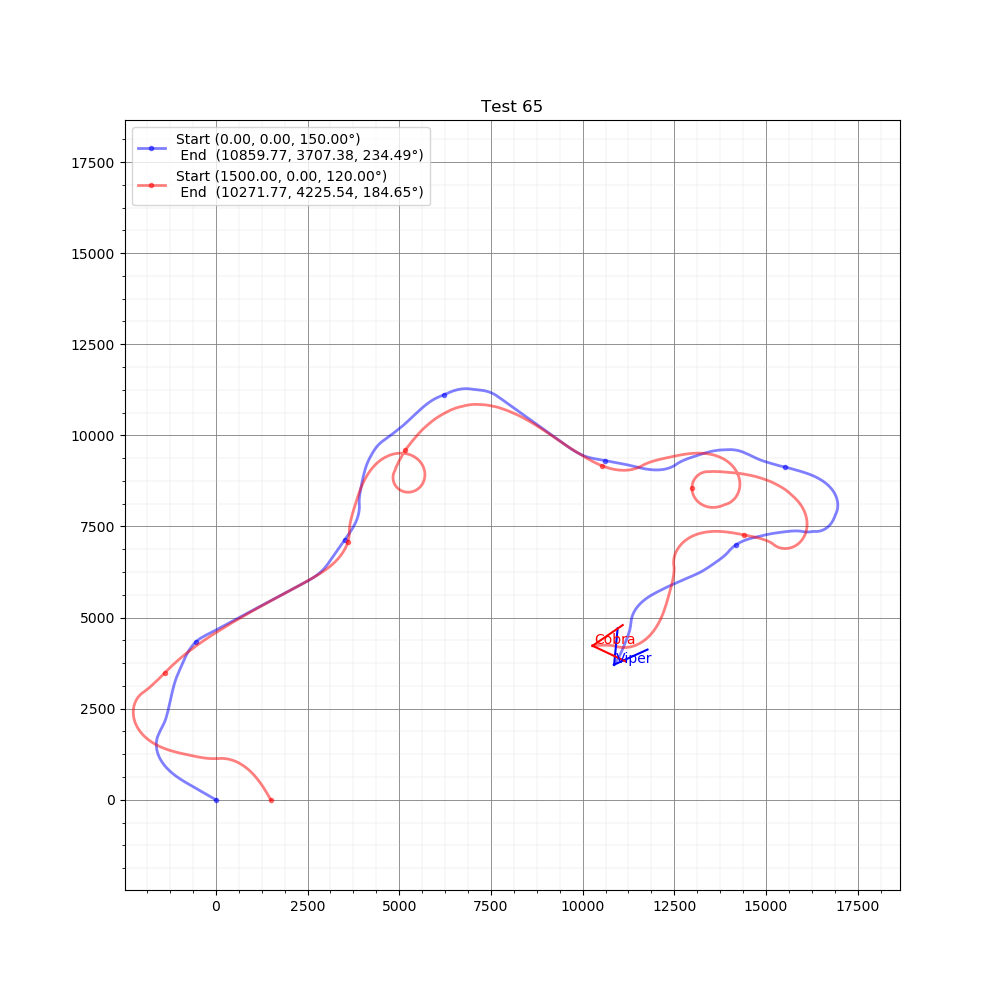 Test 65
Start (0.00, 0.00, 150.00°)
End  (10859.77, 3707.38, 234.49°)
Start (1500.00, 0.00, 120.00°)
End  (10271.77, 4225.54, 184.65°)
17500
15000
12500
10000
7500
5000
2500
0
Cobra
Viper
0 2500 5000 7500 10000 12500 15000 17500